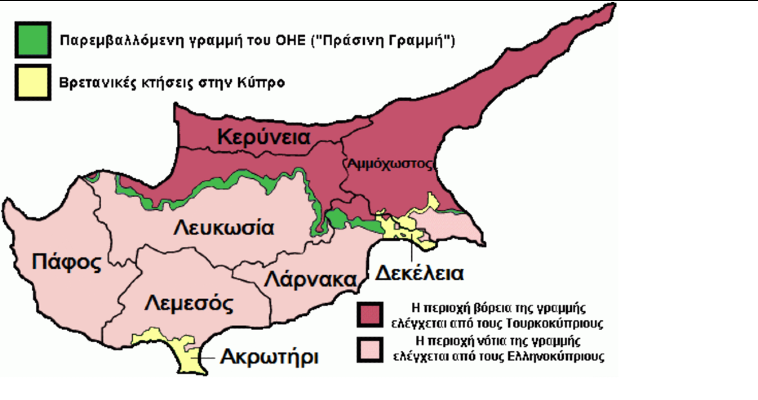 Παρεμβαλλόμενη γραμμή του ΟΗΕ ("Πράσινη Γραμμή")
Βρετανικές κτήσεις στην Κύπρο
Κερύνεια
Αμμόχωστος
Λευκωσία
Πάφος
Λάρνακα
Δεκέλεια
Λεμεσός
Ακρωτήρι
Η περιοχή βόρεια της γραμμής
ελέγχεται από τους Τουρκοκύπριους
Η περιοχή νότια της γραμμής
ελέγχεται από τους Ελληνοκύπριους